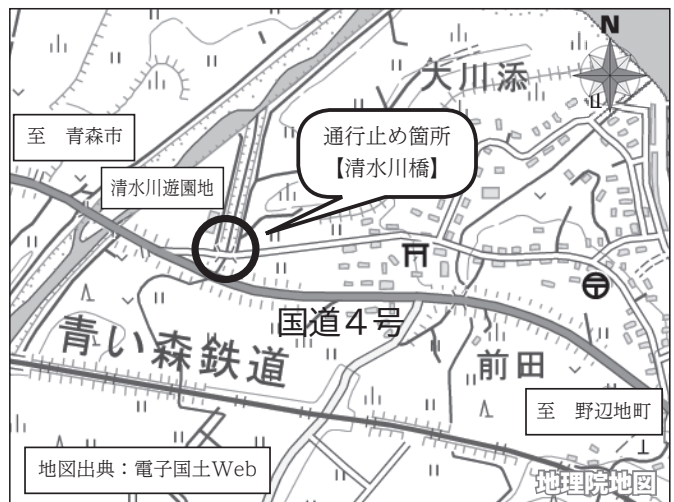 N
大川添
通行止め箇所
【清水川橋】
至　青森市
清水川遊園地
国道４号
青い森鉄道
前田
至　野辺地町
地図出典：電子国土Web
地理院地図